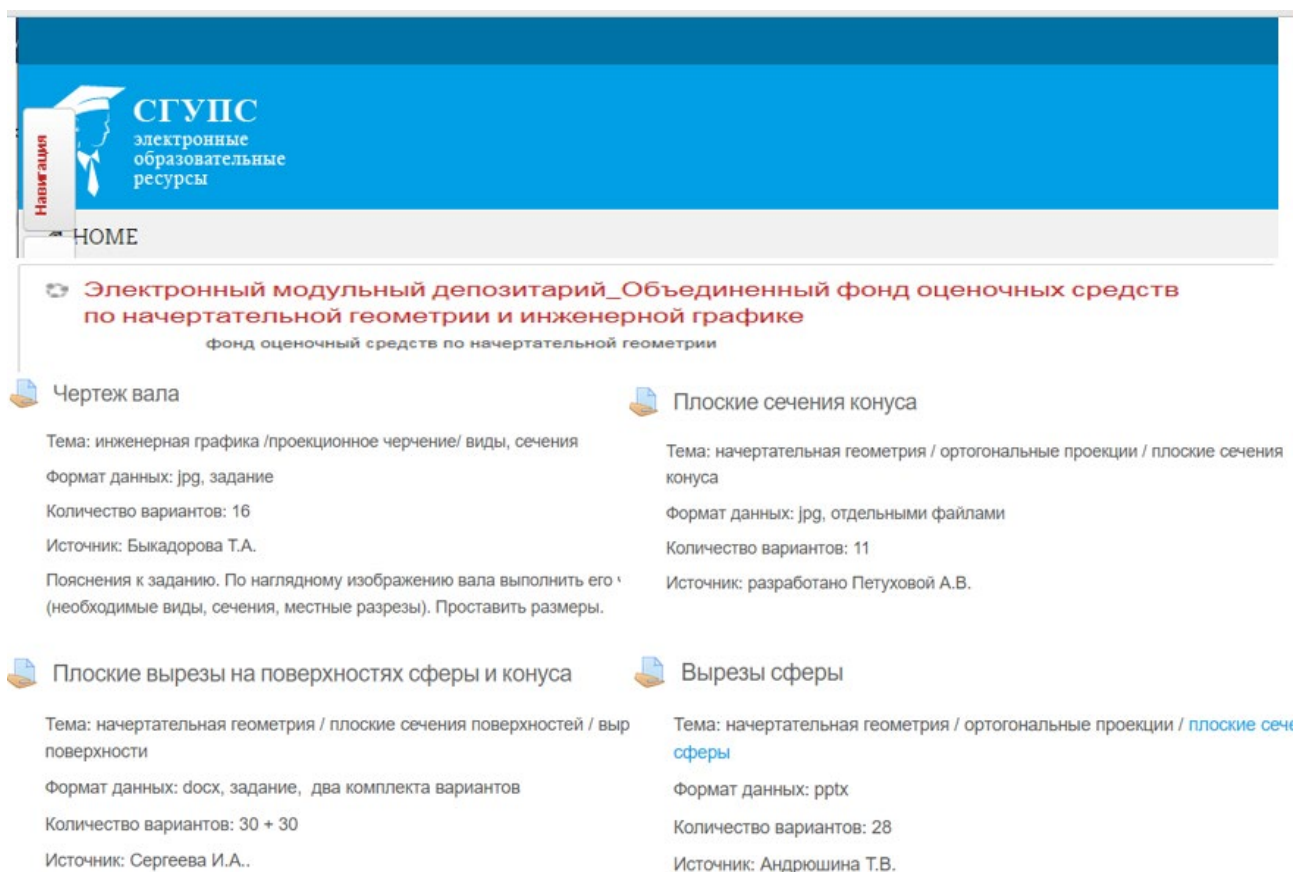 СГУПС
электронные
образовательные
ресурсы
Навигация
HOME
Электронный модульный депозитарий_Объединенный фонд оценочных средств
по начертательной геометрии и инженерной графике
фонд оценочный средств по начертательной геометрии
Чертеж вала
Тема: инженерная графика /проекционное черчение/ виды, сечения
Формат данных: jpg, задание
Количество вариантов: 16
Источник: Быкадорова Т.А.
Пояснения к заданию. По наглядному изображению вала выполнить его
(необходимые виды, сечения, местные разрезы). Проставить размеры.
Плоские сечения конуса
Тема: начертательная геометрия / ортогональные проекции / плоские сечения
конуса
Формат данных: jpg, отдельными файлами
Количество вариантов: 11
Источник: разработано Петуховой А.В.
Плоские вырезы на поверхностях сферы и конуса
Тема: начертательная геометрия / плоские сечения поверхностей / выр
поверхности
Формат данных: docx, задание, два комплекта вариантов
Количество вариантов: 30 + 30
Источник: Сергеева И.А..
Вырезы сферы
Тема: начертательная геометрия / ортогональные проекции / плоские сече
сферы
Формат данных: pptx
Количество вариантов: 28
Источник: Андрюшина Т.В.